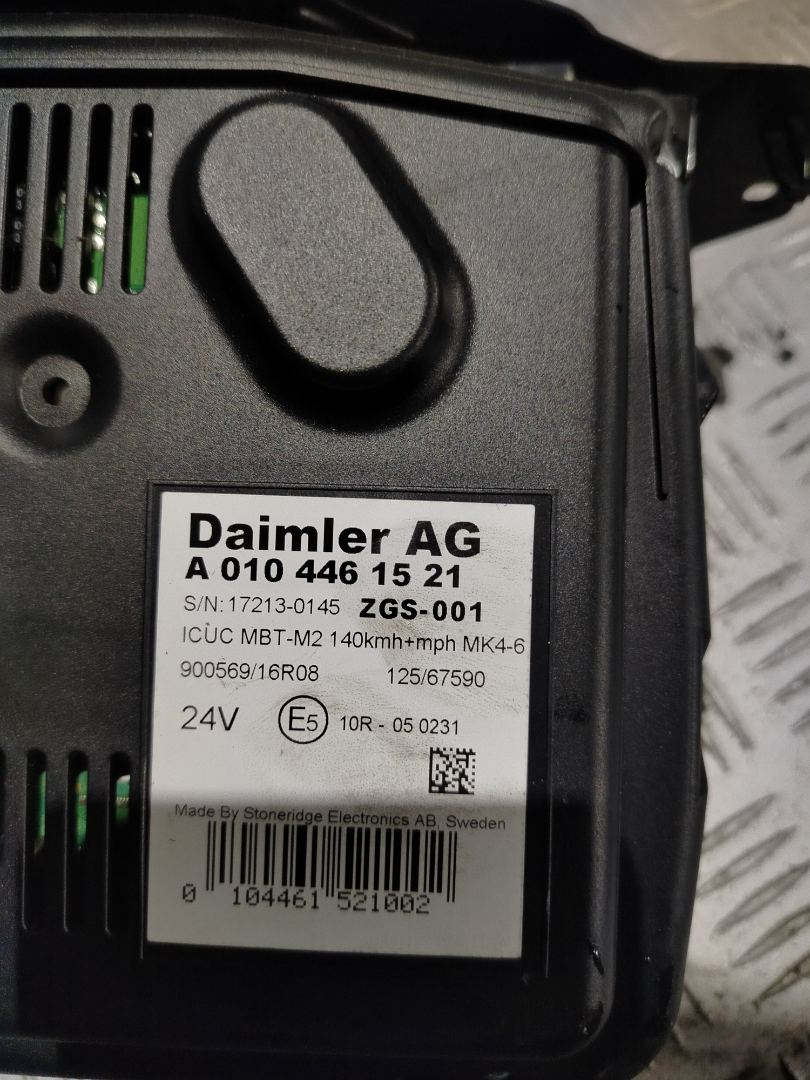 Daimler AG
A 010 446 15 21
S/N: 17213-0145 ZGS-001
ICÙC MBT-M2 140kmh+mph MK4-6
900569/16R08 125/67590
24V E5 10R - 05 0231
Made By Stoneridge Electronics AB, Sweden
0 104461 521002